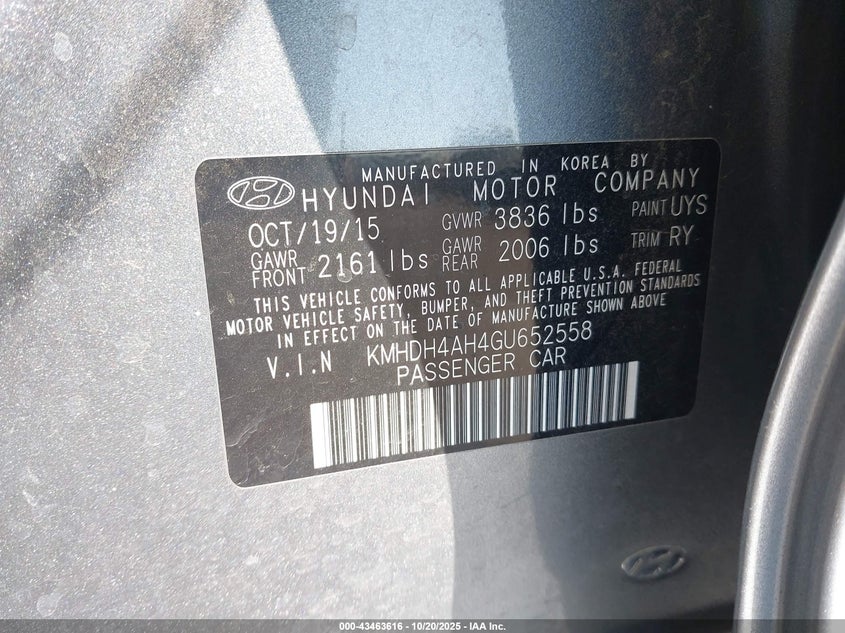 MANUFACTURED IN KOREA BY
HYUNDAI MOTOR COMPANY
OCT/19/15 GVWR 3836 lbs PAINT UYS
GAWR FRONT 2161 lbs GAWR REAR 2006 lbs TRIM RY
THIS VEHICLE CONFORMS TO ALL APPLICABLE U.S.A. FEDERAL
MOTOR VEHICLE SAFETY, BUMPER, AND THEFT PREVENTION STANDARDS
IN EFFECT ON THE DATE OF MANUFACTURE SHOWN ABOVE
V.I.N KMHDH4AH4GU652558
PASSENGER CAR
000-43463616 - 10/20/2025 - IAA Inc.